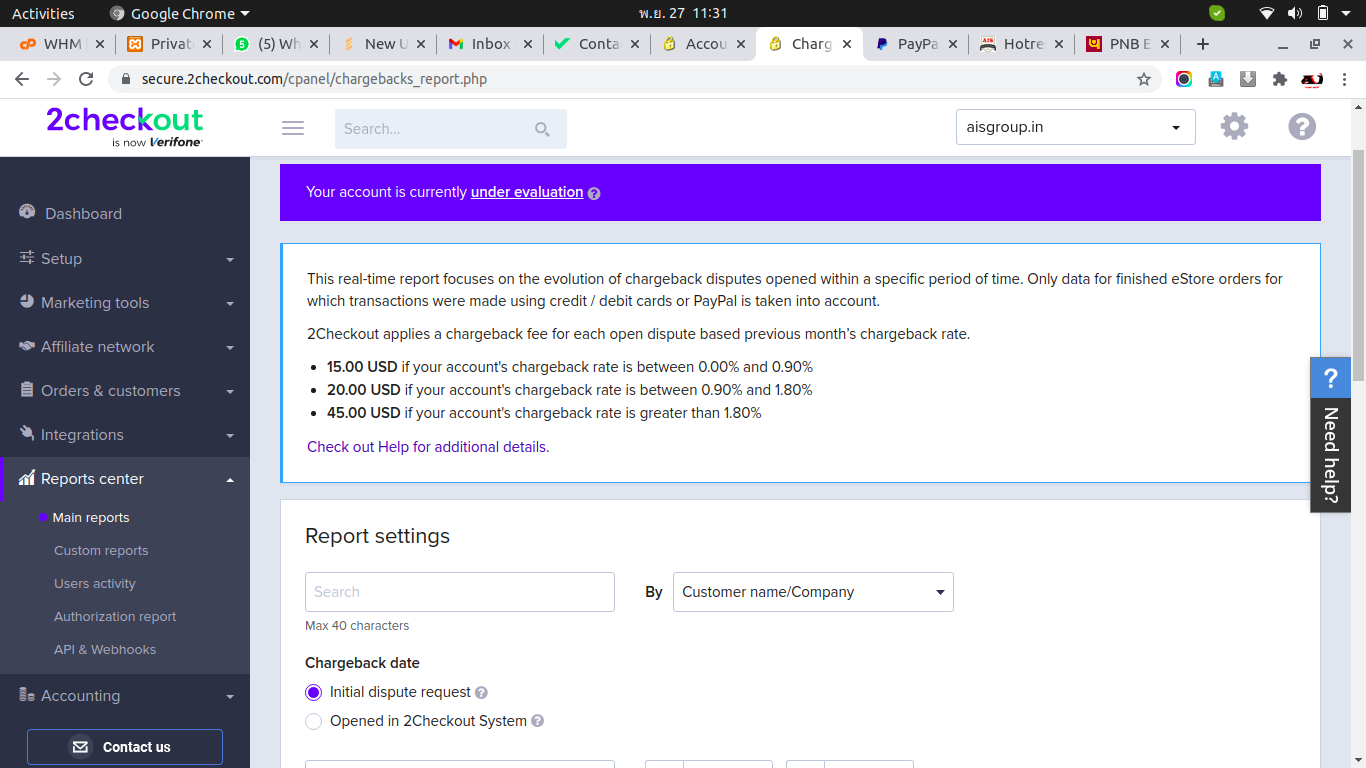 Activities
Google Chrome
พ.ย. 27 11:31
WHM
Privat
(5) Wh
New U
Inbox
Conta
Accou
Charg
PayPa
Hotre
PNB E
secure.2checkout.com/cpanel/chargebacks_report.php
2checkout
is now Verifone
Search...
aisgroup.in
Dashboard
Setup
Marketing tools
Affiliate network
Orders & customers
Integrations
Reports center
Main reports
Custom reports
Users activity
Authorization report
API & Webhooks
Accounting
Contact us
Your account is currently under evaluation ?
This real-time report focuses on the evolution of chargeback disputes opened within a specific period of time. Only data for finished eStore orders for
which transactions were made using credit / debit cards or PayPal is taken into account.
2Checkout applies a chargeback fee for each open dispute based previous month’s chargeback rate.
• 15.00 USD if your account's chargeback rate is between 0.00% and 0.90%
• 20.00 USD if your account's chargeback rate is between 0.90% and 1.80%
• 45.00 USD if your account's chargeback rate is greater than 1.80%
Check out Help for additional details.
? Need help?
Report settings
Search
By Customer name/Company
Max 40 characters
Chargeback date
Initial dispute request ?
Opened in 2Checkout System ?